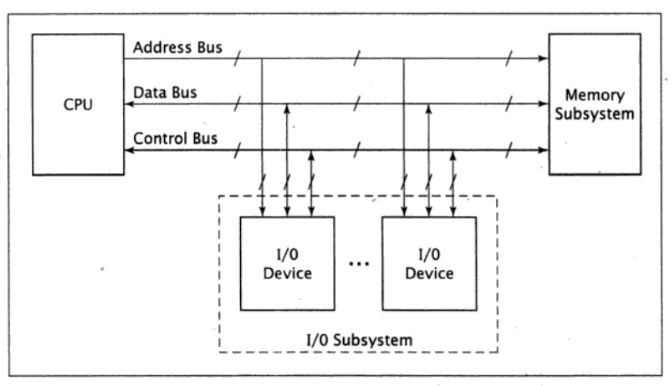 Address Bus
Data Bus
Control Bus
CPU
Memory
Subsystem
I/O
Device
...
I/O
Device
I/O Subsystem